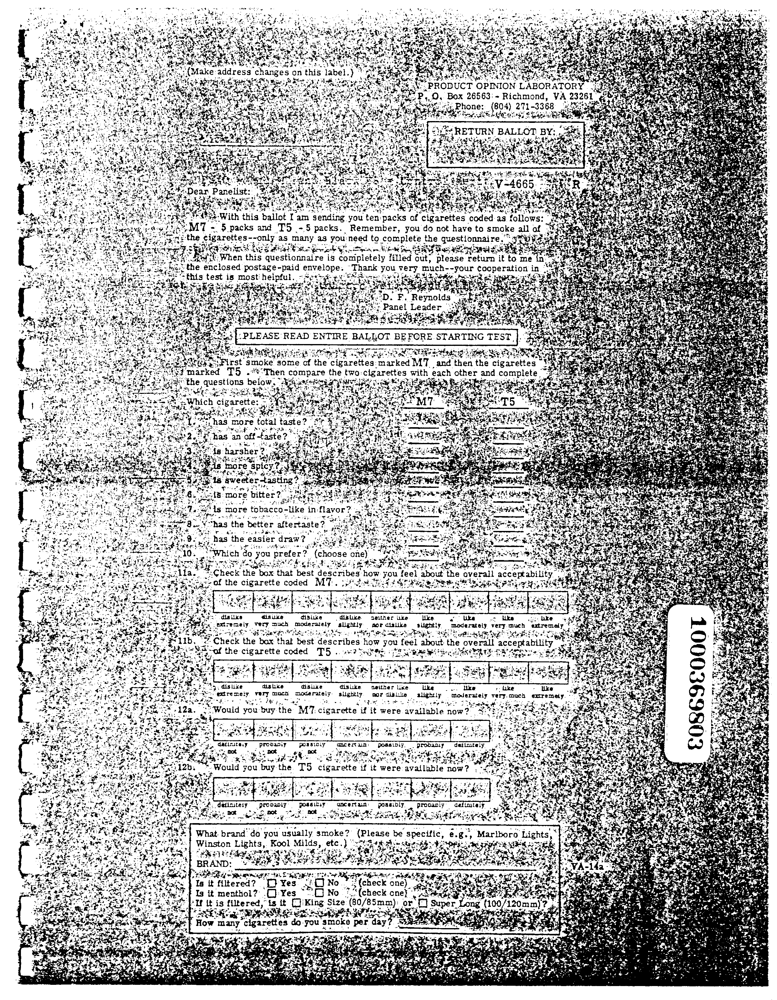 (Make address changes on this label.)
PRODUCT OPINION LABORATORY
P. O. Box 26563 - Richmond, VA 23261
Phone: (804) 271-3368
RETURN BALLOT BY:
V-4665 R
Dear Panelist:
With this ballot I am sending you ten packs of cigarettes coded as follows:
M7 - 5 packs and T5 - 5 packs. Remember, you do not have to smoke all of
the cigarettes--only as many as you need to complete the questionnaire.
When this questionnaire is completely filled out, please return it to me in
the enclosed postage-paid envelope. Thank you very much--your cooperation in
this test is most helpful.
D. F. Reynolds
Panel Leader
PLEASE READ ENTIRE BALLOT BEFORE STARTING TEST
First smoke some of the cigarettes marked M7 and then the cigarettes
marked T5. Then compare the two cigarettes with each other and complete
the questions below.
Which cigarette: M7 T5
1. has more total taste?
2. has an off-taste?
3. is harsher?
4. is more spicy?
5. is sweeter-tasting?
6. is more bitter?
7. is more tobacco-like in flavor?
8. has the better aftertaste?
9. has the easier draw?
10. Which do you prefer? (choose one)
11a. Check the box that best describes how you feel about the overall acceptability
of the cigarette coded M7.
dislike dislike dislike dislike neither like like like like like
extremely very much moderately slightly nor dislike slightly moderately very much extremely
11b. Check the box that best describes how you feel about the overall acceptability
of the cigarette coded T5.
dislike dislike dislike dislike neither like like like like like
extremely very much moderately slightly nor dislike slightly moderately very much extremely
12a. Would you buy the M7 cigarette if it were available now?
definitely probably possibly uncertain possibly probably definitely
not not not
12b. Would you buy the T5 cigarette if it were available now?
definitely probably possibly uncertain possibly probably definitely
not not not
What brand do you usually smoke? (Please be specific, e.g., Marlboro Lights,
Winston Lights, Kool Milds, etc.)
BRAND:
VA-14a
Is it filtered? Yes No (check one)
Is it menthol? Yes No (check one)
If it is filtered, is it King Size (80/85mm) or Super Long (100/120mm)?
How many cigarettes do you smoke per day?
1000369803